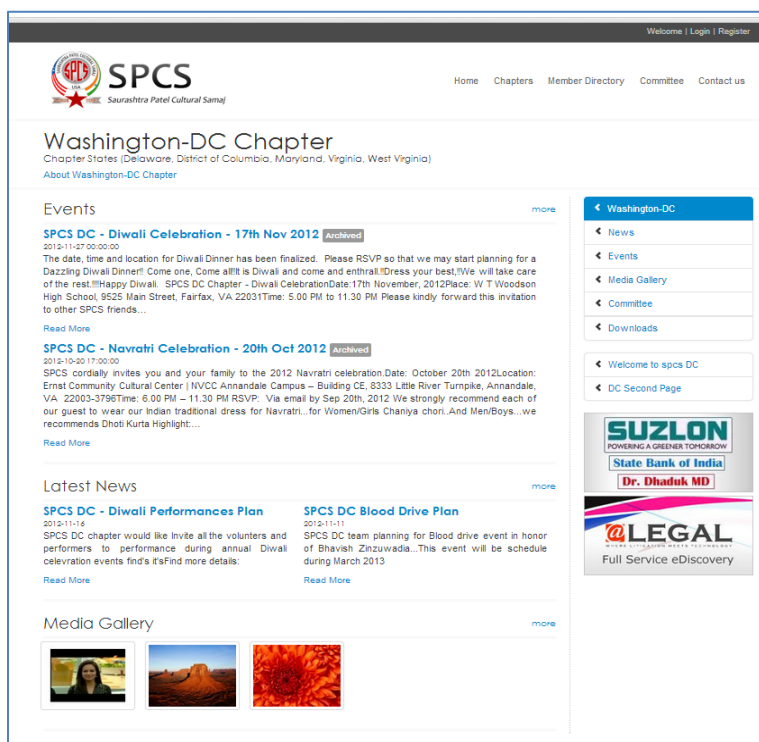 Welcome | Login | Register
SPCS
USA
SPCS
Saurashtra Patel Cultural Samaj
Home Chapters Member Directory Committee Contact us
Washington-DC Chapter
Chapter States (Delaware, District of Columbia, Maryland, Virginia, West Virginia)
About Washington-DC Chapter
Events
more
SPCS DC - Diwali Celebration - 17th Nov 2012 Archived
2012-11-27 00:00:00
The date, time and location for Diwali Dinner has been finalized. Please RSVP so that we may start planning for a
Dazzling Diwali Dinner!! Come one, Come all!!It is Diwali and come and enthrall.!!Dress your best,!!We will take care
of the rest.!!!!Happy Diwali. SPCS DC Chapter - Diwali CelebrationDate:17th November, 2012Place: W T Woodson
High School, 9525 Main Street, Fairfax, VA 22031Time: 5.00 PM to 11.30 PM Please kindly forward this invitation
to other SPCS friends...
Read More
SPCS DC - Navratri Celebration - 20th Oct 2012 Archived
2012-10-20 17:00:00
SPCS cordially invites you and your family to the 2012 Navratri celebration.Date: October 20th 2012Location:
Ernst Community Cultural Center | NVCC Annandale Campus – Building CE, 8333 Little River Turnpike, Annandale,
VA 22003-3796Time: 6.00 PM – 11.30 PM RSVP: Via email by Sep 20th, 2012 We strongly recommend each of
our guest to wear our Indian traditional dress for Navratri...for Women/Girls Chaniya chori..And Men/Boys...we
recommends Dhoti Kurta Highlight:...
Read More
Latest News
more
SPCS DC - Diwali Performances Plan
2012-11-16
SPCS DC chapter would like Invite all the volunters and
performers to performance during annual Diwali
celevration events find's it'sFind more details:
Read More
SPCS DC Blood Drive Plan
2012-11-11
SPCS DC team planning for Blood drive event in honor
of Bhavish Zinzuwadia...This event will be schedule
during March 2013
Read More
Media Gallery
more
Washington-DC
News
Events
Media Gallery
Committee
Downloads
Welcome to spcs DC
DC Second Page
SUZLON
POWERING A GREENER TOMORROW
State Bank of India
Dr. Dhaduk MD
@LEGAL
WHERE LITIGATION MEETS TECHNOLOGY
Full Service eDiscovery